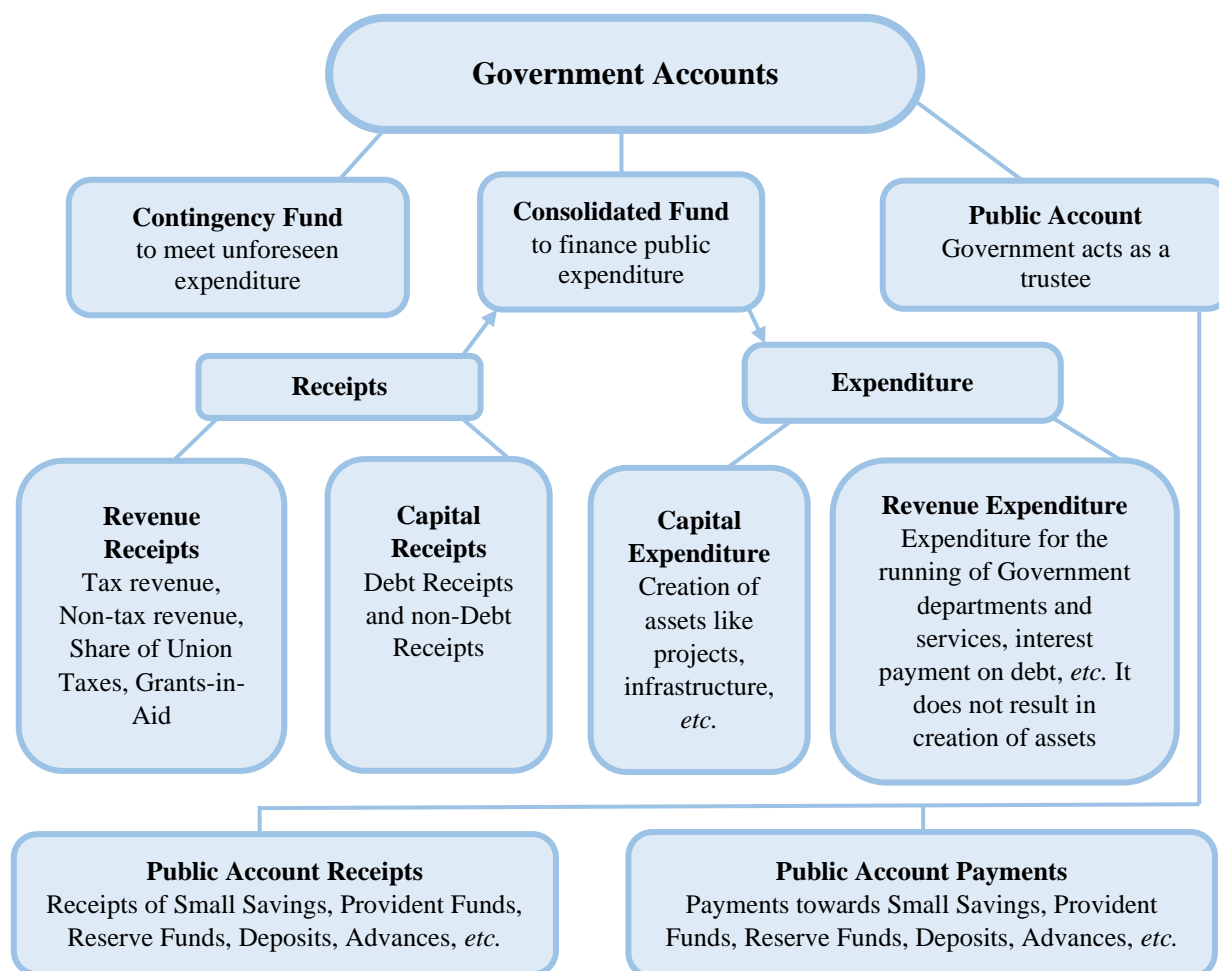 Government Accounts
Contingency Fund
to meet unforeseen
expenditure
Consolidated Fund
to finance public
expenditure
Public Account
Government acts as a
trustee
Receipts
Expenditure
Revenue
Receipts
Tax revenue,
Non-tax revenue,
Share of Union
Taxes, Grants-in-
Aid
Capital
Receipts
Debt Receipts
and non-Debt
Receipts
Capital
Expenditure
Creation of
assets like
projects,
infrastructure,
etc.
Revenue Expenditure
Expenditure for the
running of Government
departments and
services, interest
payment on debt, etc. It
does not result in
creation of assets
Public Account Receipts
Receipts of Small Savings, Provident Funds,
Reserve Funds, Deposits, Advances, etc.
Public Account Payments
Payments towards Small Savings, Provident
Funds, Reserve Funds, Deposits, Advances, etc.